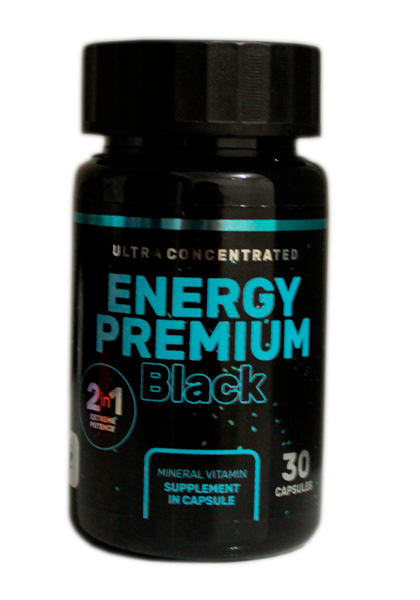 ULTRA CONCENTRATED
ENERGY
PREMIUM
Black
2in1
EXTREME
POTENCY
MINERAL VITAMIN
SUPPLEMENT
IN CAPSULE
30
CAPSULES